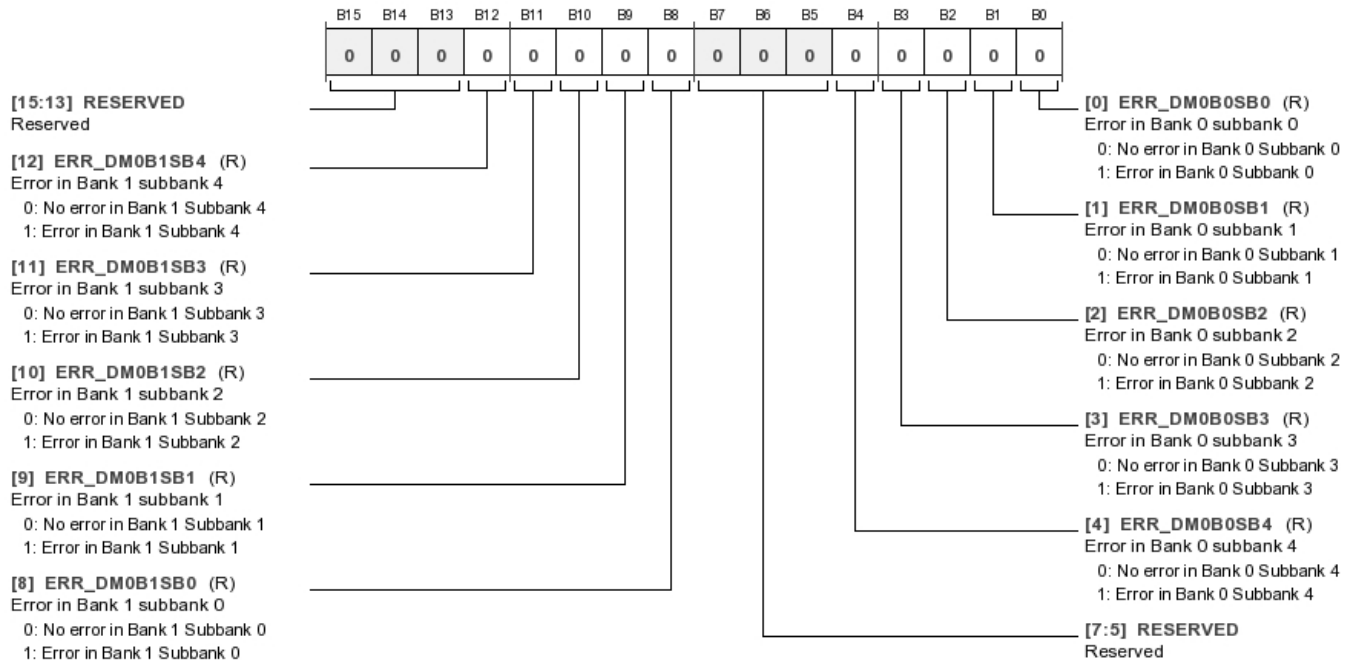 B15 B14 B13 B12 B11 B10 B9 B8 B7 B6 B5 B4 B3 B2 B1 B0
0 0 0 0 0 0 0 0 0 0 0 0 0 0 0 0
[15:13] RESERVED
Reserved
[12] ERR_DM0B1SB4 (R)
Error in Bank 1 subbank 4
0: No error in Bank 1 Subbank 4
1: Error in Bank 1 Subbank 4
[11] ERR_DM0B1SB3 (R)
Error in Bank 1 subbank 3
0: No error in Bank 1 Subbank 3
1: Error in Bank 1 Subbank 3
[10] ERR_DM0B1SB2 (R)
Error in Bank 1 subbank 2
0: No error in Bank 1 Subbank 2
1: Error in Bank 1 Subbank 2
[9] ERR_DM0B1SB1 (R)
Error in Bank 1 subbank 1
0: No error in Bank 1 Subbank 1
1: Error in Bank 1 Subbank 1
[8] ERR_DM0B1SB0 (R)
Error in Bank 1 subbank 0
0: No error in Bank 1 Subbank 0
1: Error in Bank 1 Subbank 0
[0] ERR_DM0B0SB0 (R)
Error in Bank 0 subbank 0
0: No error in Bank 0 Subbank 0
1: Error in Bank 0 Subbank 0
[1] ERR_DM0B0SB1 (R)
Error in Bank 0 subbank 1
0: No error in Bank 0 Subbank 1
1: Error in Bank 0 Subbank 1
[2] ERR_DM0B0SB2 (R)
Error in Bank 0 subbank 2
0: No error in Bank 0 Subbank 2
1: Error in Bank 0 Subbank 2
[3] ERR_DM0B0SB3 (R)
Error in Bank 0 subbank 3
0: No error in Bank 0 Subbank 3
1: Error in Bank 0 Subbank 3
[4] ERR_DM0B0SB4 (R)
Error in Bank 0 subbank 4
0: No error in Bank 0 Subbank 4
1: Error in Bank 0 Subbank 4
[7:5] RESERVED
Reserved